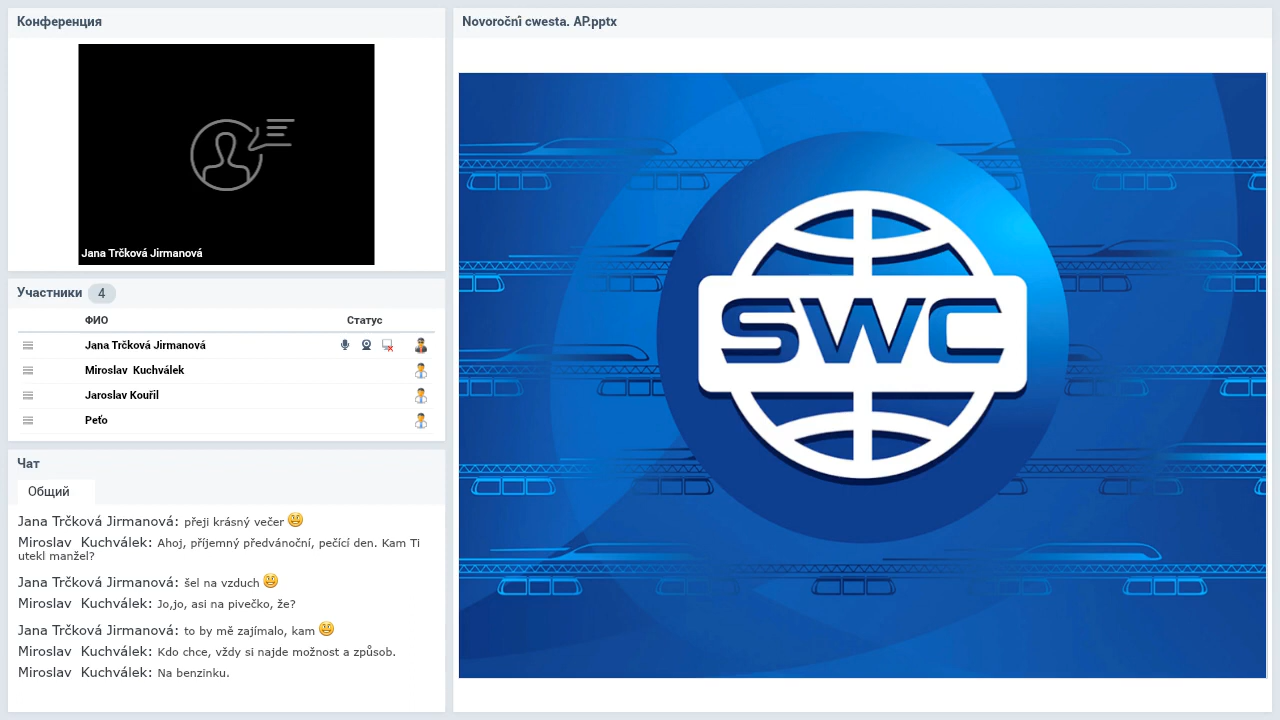 Конференция
Jana Trčková Jirmanová
Участники 4
ФИО Статус
Jana Trčková Jirmanová
Miroslav Kuchválek
Jaroslav Kouřil
Peťo
Чат
Общий
Jana Trčková Jirmanová: přeji krásný večer
Miroslav Kuchválek: Ahoj, příjemný předvánoční, pečící den. Kam Ti
utekl manžel?
Jana Trčková Jirmanová: šel na vzduch
Miroslav Kuchválek: Jo,jo, asi na pivečko, že?
Jana Trčková Jirmanová: to by mě zajímalo, kam
Miroslav Kuchválek: Kdo chce, vždy si najde možnost a způsob.
Miroslav Kuchválek: Na benzinku.
Novoroční cwesta. AP.pptx
SWC